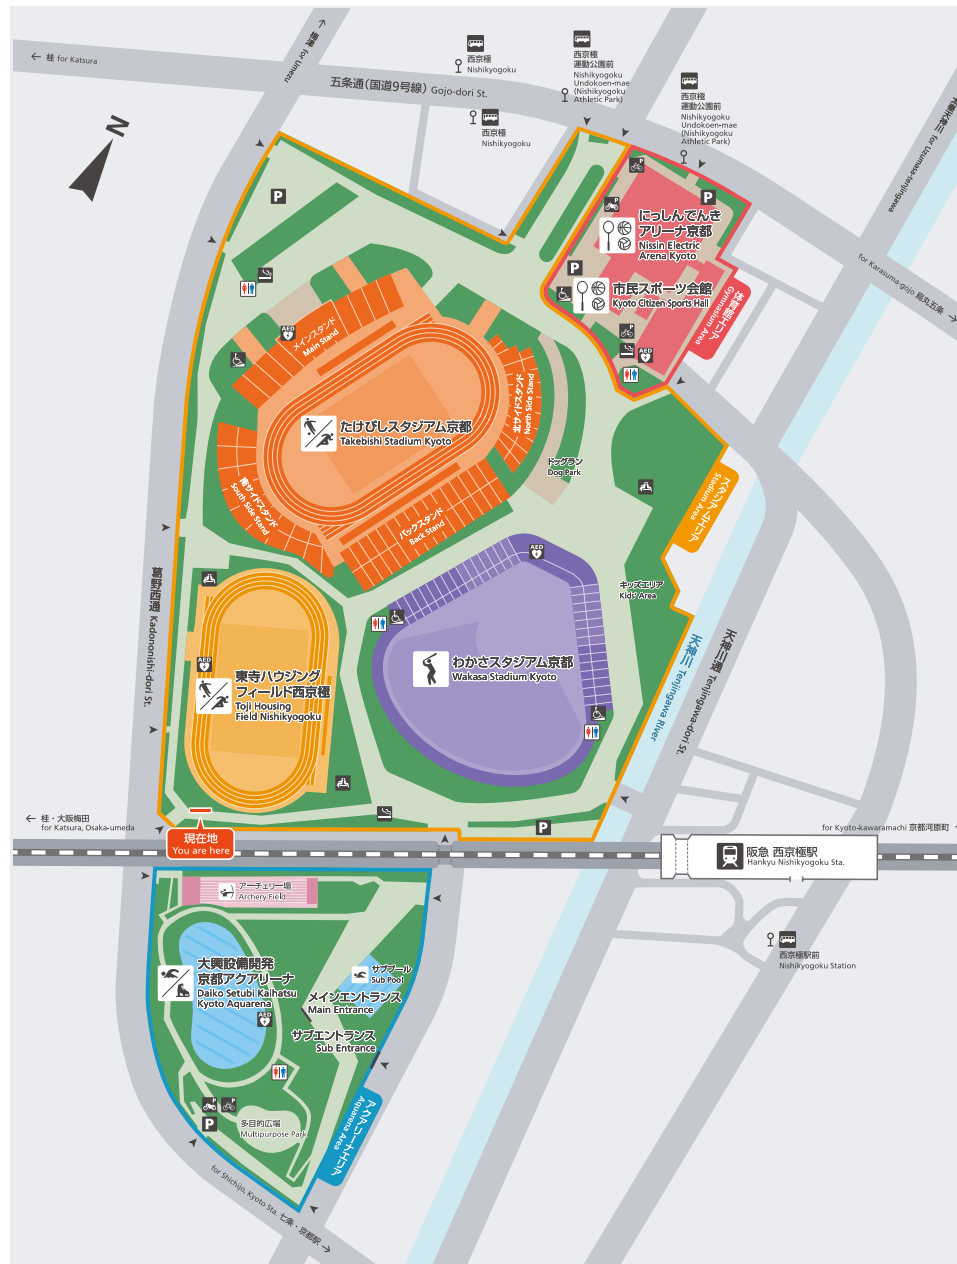 ← 桂 for Katsura
梅津 for Umezu
五条通(国道9号線) Gojo-dori St.
西京極
Nishikyogoku
西京極
運動公園前
Nishikyogoku
Undokoen-mae
(Nishikyogoku
Athletic Park)
西京極
運動公園前
Nishikyogoku
Undokoen-mae
(Nishikyogoku
Athletic Park)
西京極
Nishikyogoku
太秦天神川 for Uzumasa-tenjingawa
for Karasuma-gojo 烏丸五条 →
N
P
P
P
P
にっしんでんき
アリーナ京都
Nissin Electric
Arena Kyoto
市民スポーツ会館
Kyoto Citizen Sports Hall
体育館エリア
Gymnasium Area
AED
AED
メインスタンド
Main Stand
北サイドスタンド
North Side Stand
たけびしスタジアム京都
Takebishi Stadium Kyoto
南サイドスタンド
South Side Stand
バックスタンド
Back Stand
ドッグラン
Dog Park
スタジアムエリア
Stadium Area
AED
キッズエリア
Kids' Area
葛野西通 Kadononishi-dori St.
わかさスタジアム京都
Wakasa Stadium Kyoto
天神川 Tenjingawa River
天神川通 Tenjingawa-dori St.
AED
東寺ハウジング
フィールド西京極
Toji Housing
Field Nishikyogoku
← 桂・大阪梅田
for Katsura, Osaka-umeda
現在地
You are here
P
for Kyoto-kawaramachi 京都河原町 →
阪急 西京極駅
Hankyu Nishikyogoku Sta.
アーチェリー場
Archery Field
西京極駅前
Nishikyogoku Station
大興設備開発
京都アクアリーナ
Daiko Setubi Kaihatsu
Kyoto Aquarena
AED
サブプール
Sub Pool
メインエントランス
Main Entrance
サブエントランス
Sub Entrance
P
P
P
多目的広場
Multipurpose Park
アクアリーナエリア
Aquarena Area
for Shichijo, Kyoto Sta. 七条・京都駅 →